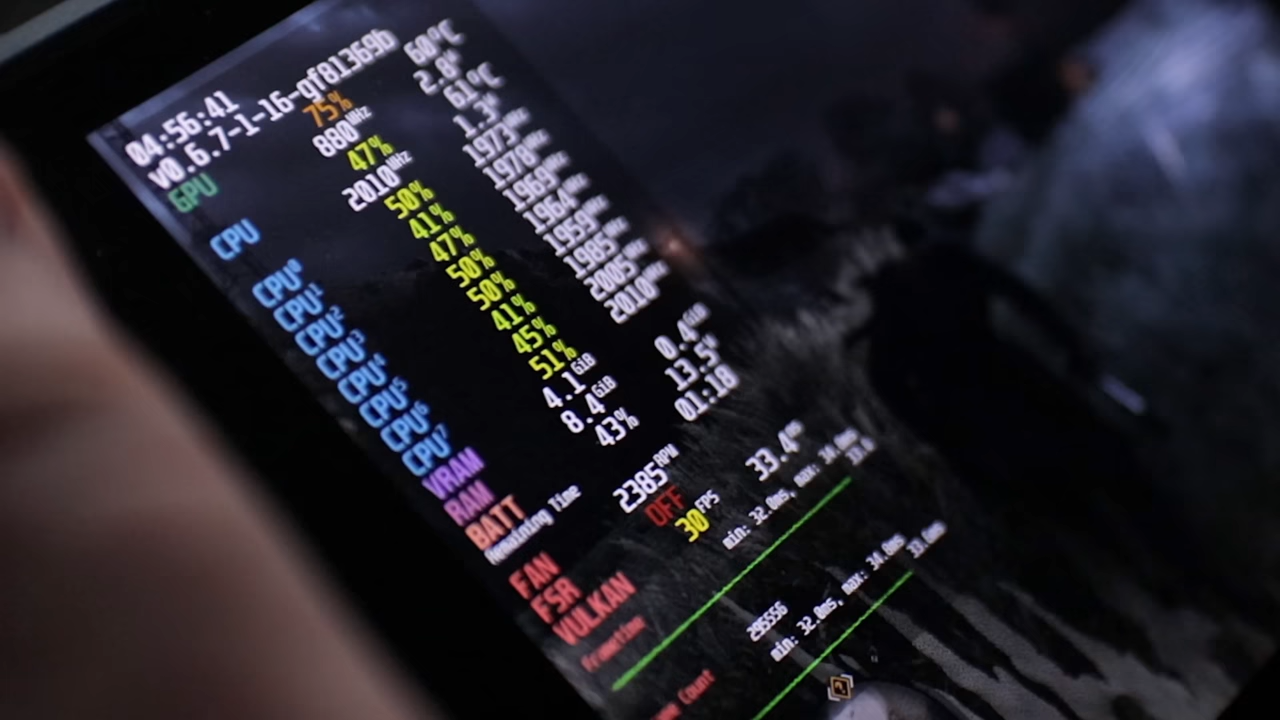 04:56:41
v0.6.7-1-16-gf81369b
GPU 75% 60°C
880MHz 2.8W
CPU 47% 61°C
2010MHz 1.3W
CPU0 50% 1973MHz
CPU1 41% 1978MHz
CPU2 47% 1969MHz
CPU3 50% 1964MHz
CPU4 50% 1959MHz
CPU5 41% 1985MHz
CPU6 45% 2005MHz
CPU7 51% 2010MHz
VRAM 4.1GiB
RAM 8.4GiB 0.4GiB
BATT 43% 13.5W
Remaining Time 01:18
FAN 2385RPM
FSR OFF
VULKAN 30FPS 33.4ms
Frametime min: 32.0ms, max: 34.0ms
Count 295556
min: 32.0ms, max: 34.0ms 33.0ms